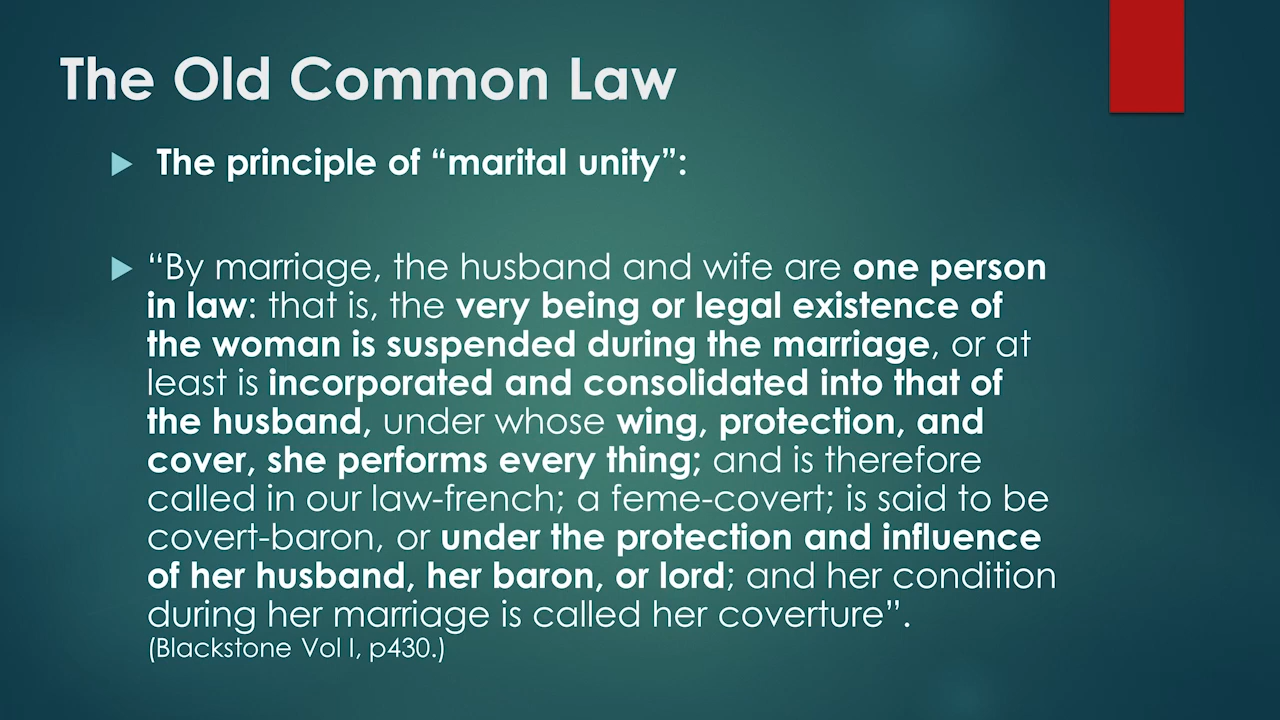 The Old Common Law
The principle of “marital unity”:
“By marriage, the husband and wife are one person
in law: that is, the very being or legal existence of
the woman is suspended during the marriage, or at
least is incorporated and consolidated into that of
the husband, under whose wing, protection, and
cover, she performs every thing; and is therefore
called in our law-french; a feme-covert; is said to be
covert-baron, or under the protection and influence
of her husband, her baron, or lord; and her condition
during her marriage is called her coverture”.
(Blackstone Vol I, p430.)